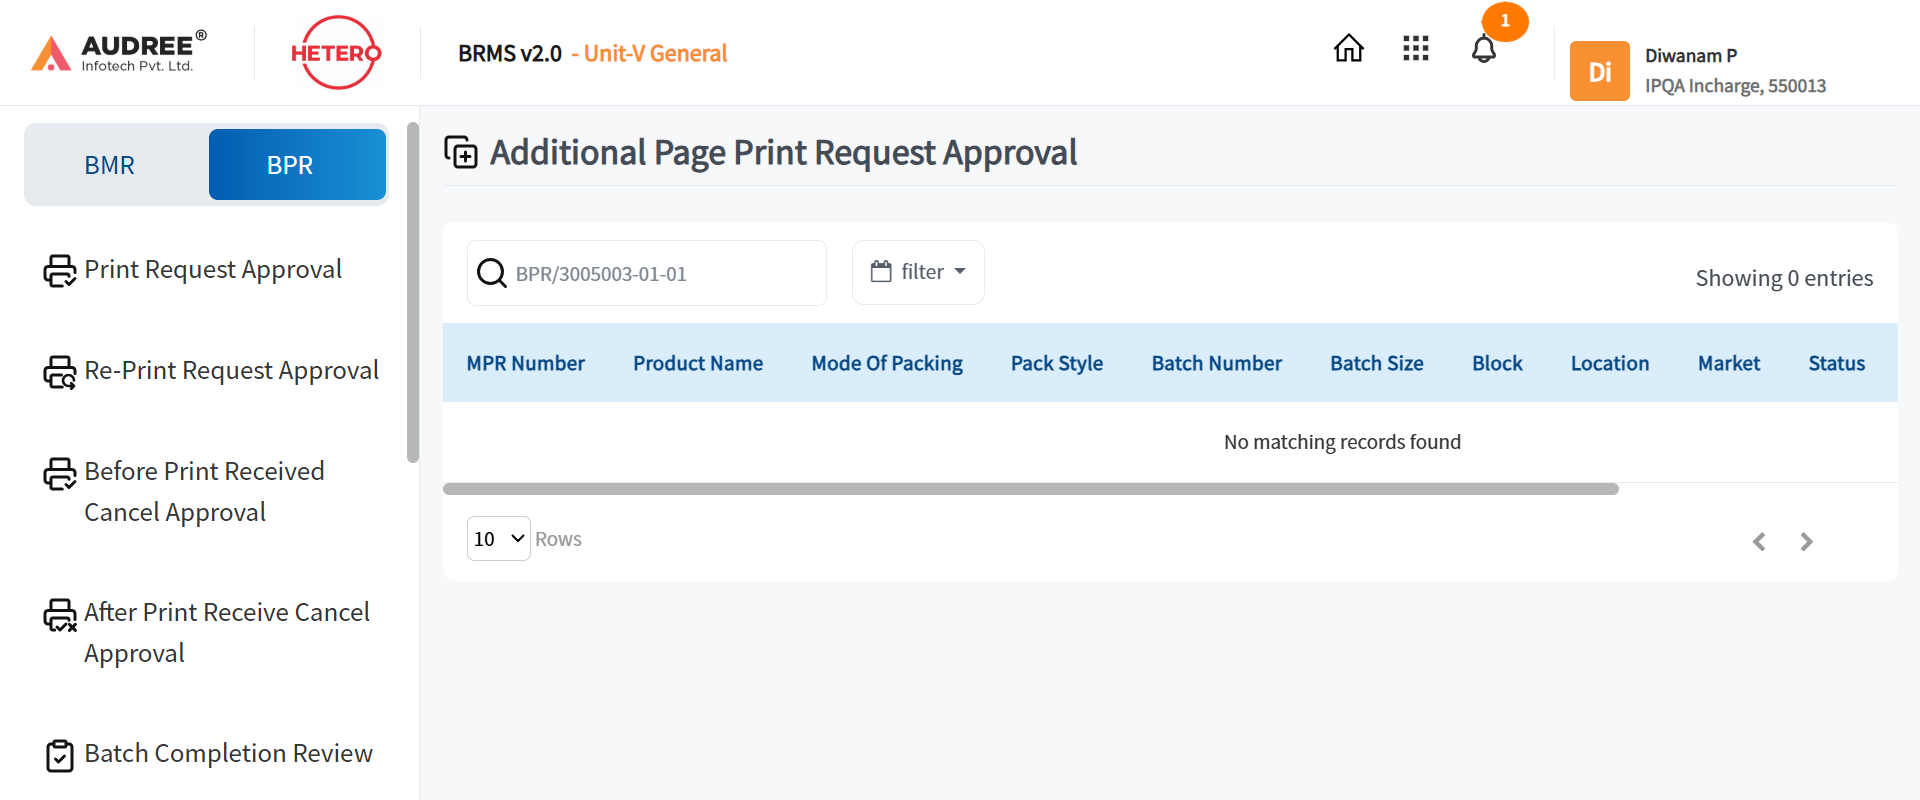 AUDREE®
Infotech Pvt. Ltd.
HETERO
BRMS v2.0 - Unit-V General
1
Di
Diwanam P
IPQA Incharge, 550013
BMR
BPR
Print Request Approval
Re-Print Request Approval
Before Print Received
Cancel Approval
After Print Receive Cancel
Approval
Batch Completion Review
Additional Page Print Request Approval
BPR/3005003-01-01
filter
Showing 0 entries
MPR Number Product Name Mode Of Packing Pack Style Batch Number Batch Size Block Location Market Status
No matching records found
10 Rows